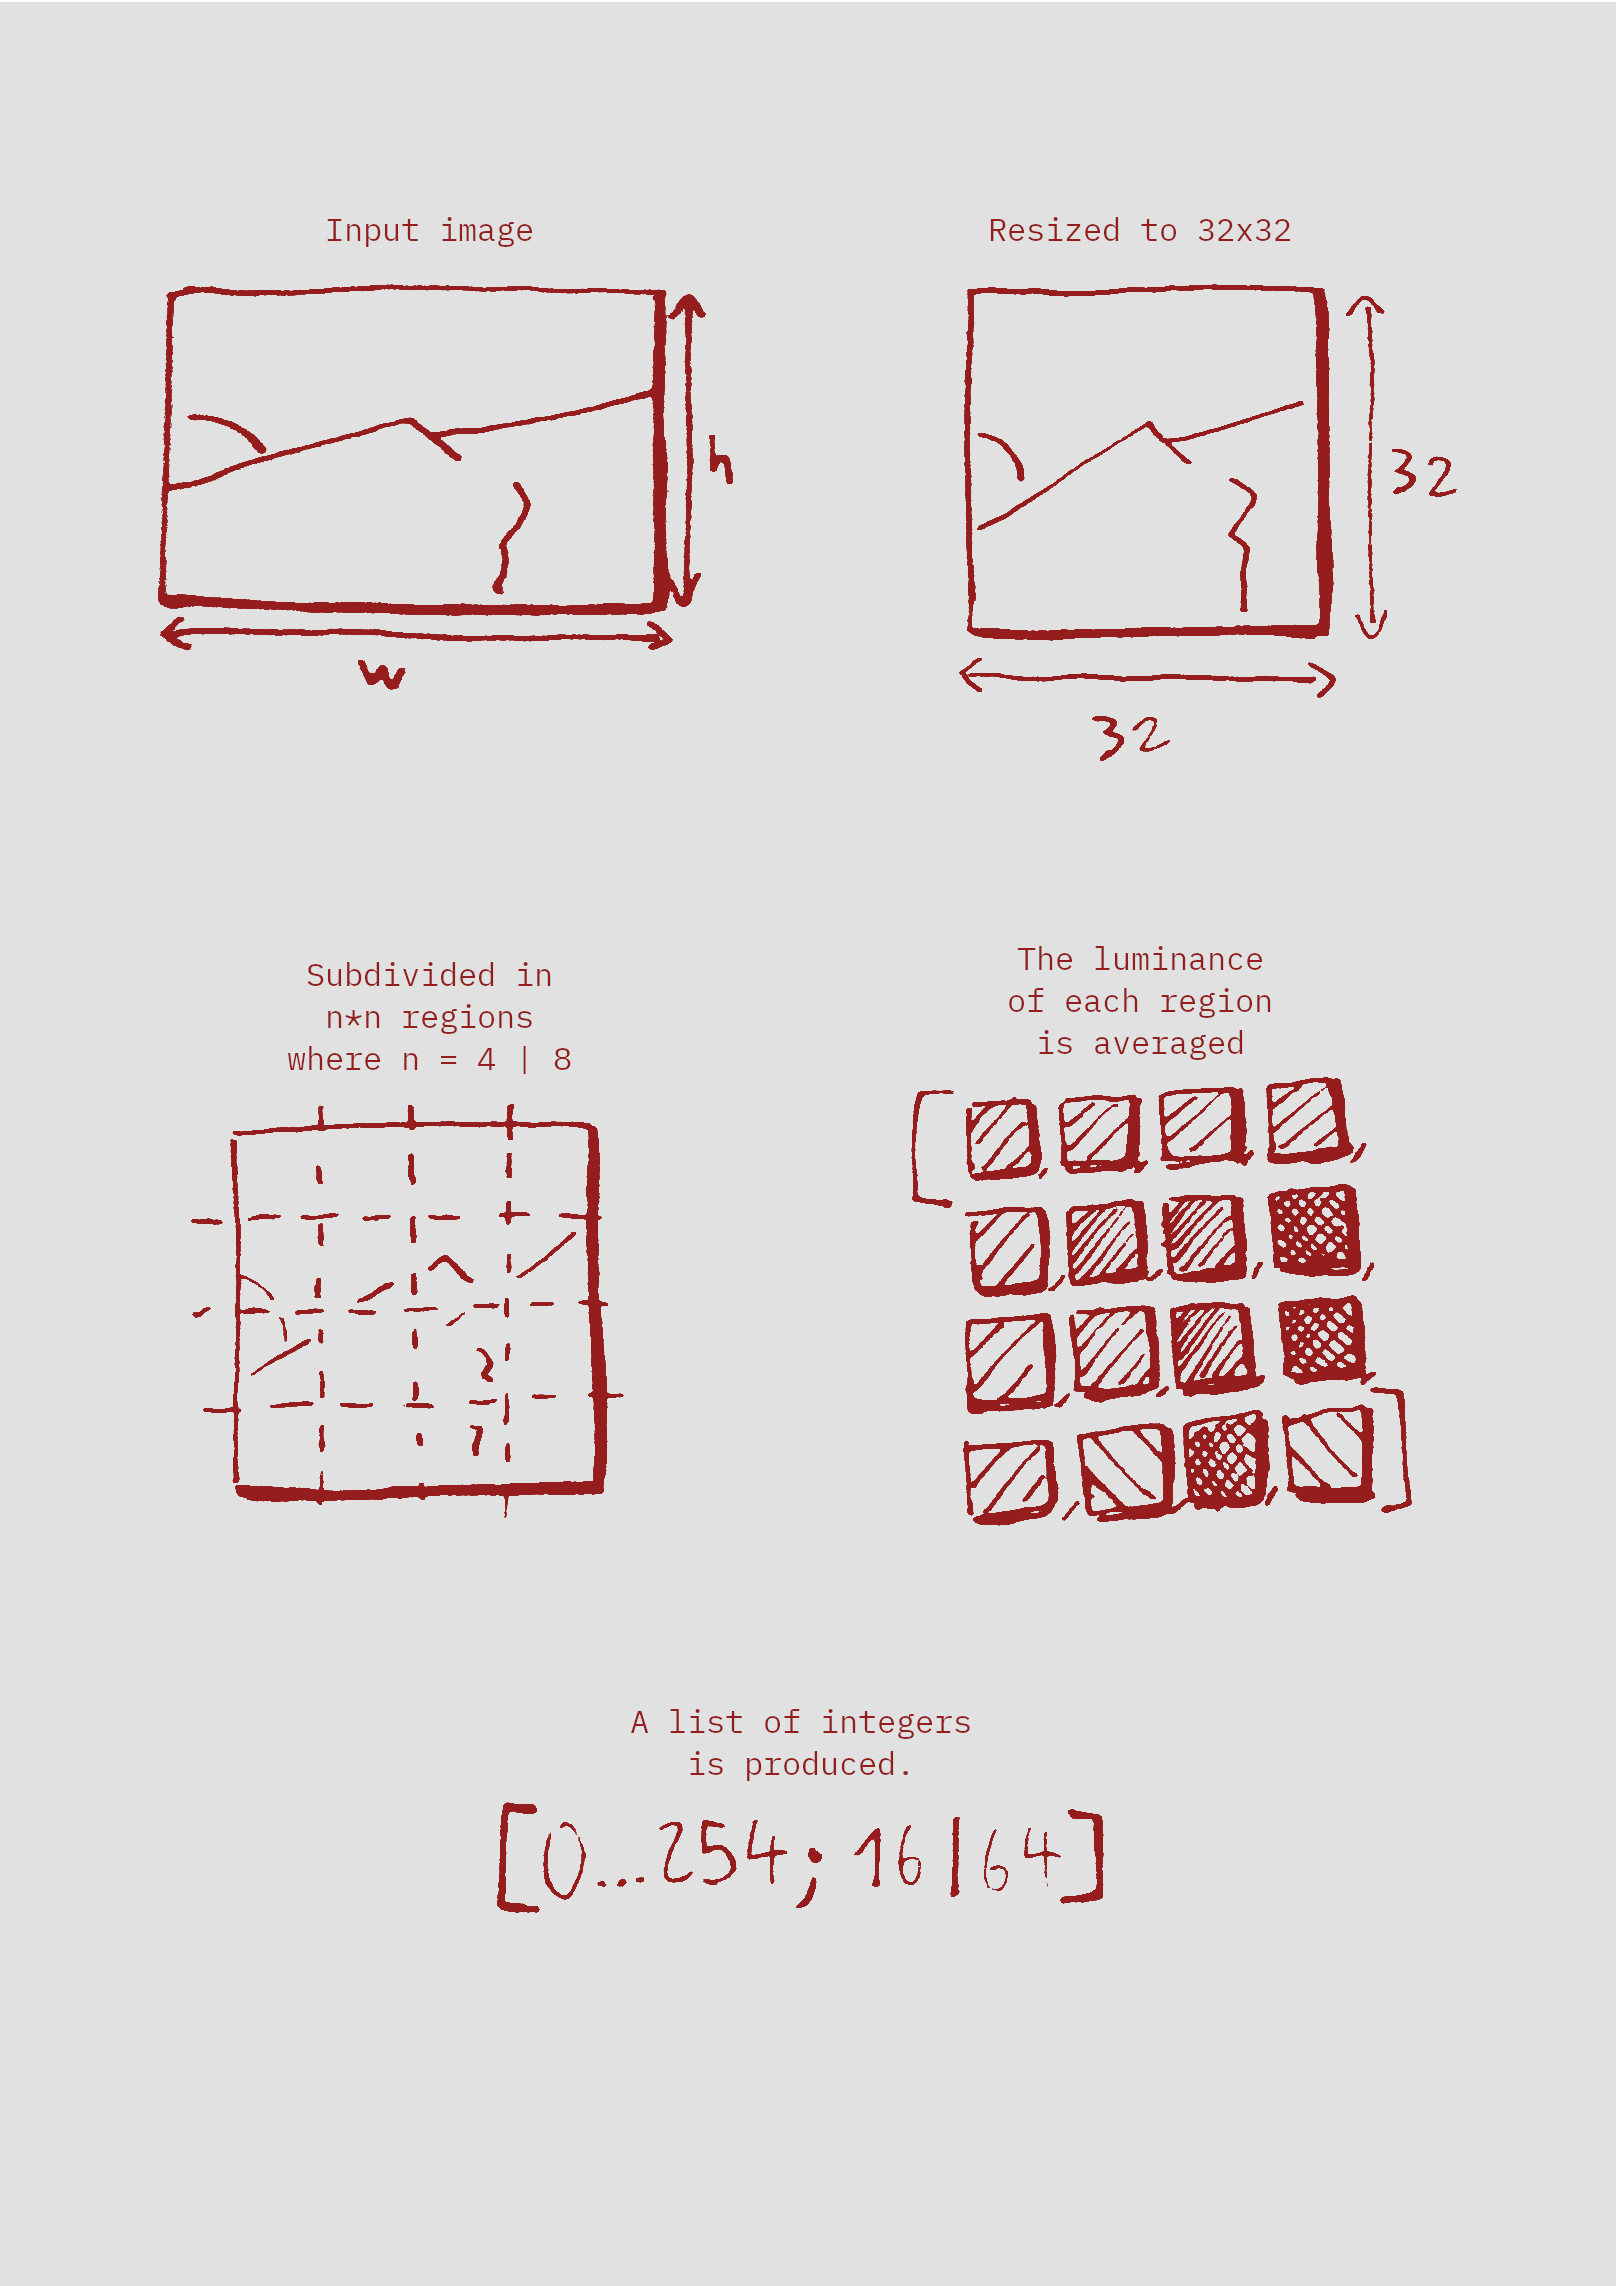 Input image
Resized to 32x32
h
w
32
32
Subdivided in
n*n regions
where n = 4 | 8
The luminance
of each region
is averaged
A list of integers
is produced.
[0...254; 16|64]